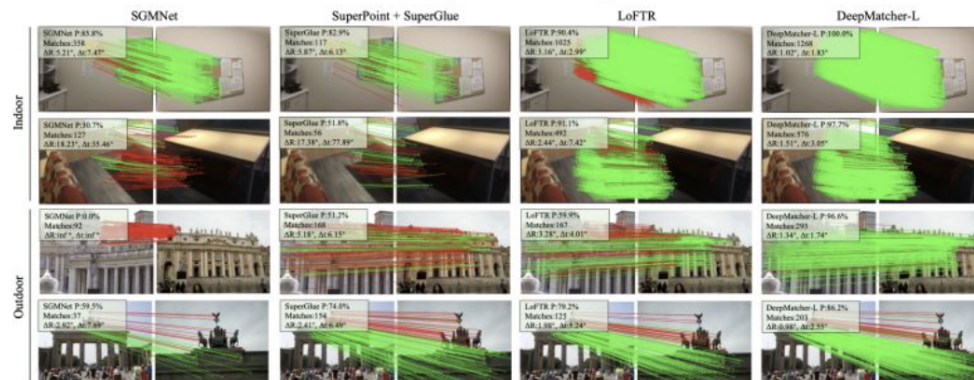 SGMNet
SuperPoint + SuperGlue
LoFTR
DeepMatcher-L
Indoor
SGMNet P:85.8%
Matches:358
ΔR:5.21°, Δt:7.47°
SuperGlue P:82.9%
Matches:117
ΔR:5.87°, Δt:6.13°
LoFTR P:90.4%
Matches:1025
ΔR:3.16°, Δt:2.99°
DeepMatcher-L P:100.0%
Matches:1268
ΔR:1.02°, Δt:1.83°
SGMNet P:30.7%
Matches:127
ΔR:18.23°, Δt:35.46°
SuperGlue P:51.8%
Matches:56
ΔR:17.38°, Δt:77.89°
LoFTR P:91.1%
Matches:492
ΔR:2.44°, Δt:7.42°
DeepMatcher-L P:97.7%
Matches:576
ΔR:1.51°, Δt:3.05°
Outdoor
SGMNet P:0.0%
Matches:92
ΔR:inf°, Δt:inf°
SuperGlue P:51.2%
Matches:168
ΔR:5.18°, Δt:6.15°
LoFTR P:59.9%
Matches:167
ΔR:3.28°, Δt:4.01°
DeepMatcher-L P:96.6%
Matches:293
ΔR:1.34°, Δt:1.74°
SGMNet P:59.5%
Matches:37
ΔR:2.92°, Δt:7.69°
SuperGlue P:74.0%
Matches:154
ΔR:2.41°, Δt:6.49°
LoFTR P:79.2%
Matches:125
ΔR:1.98°, Δt:5.24°
DeepMatcher-L P:86.2%
Matches:203
ΔR:0.98°, Δt:2.55°